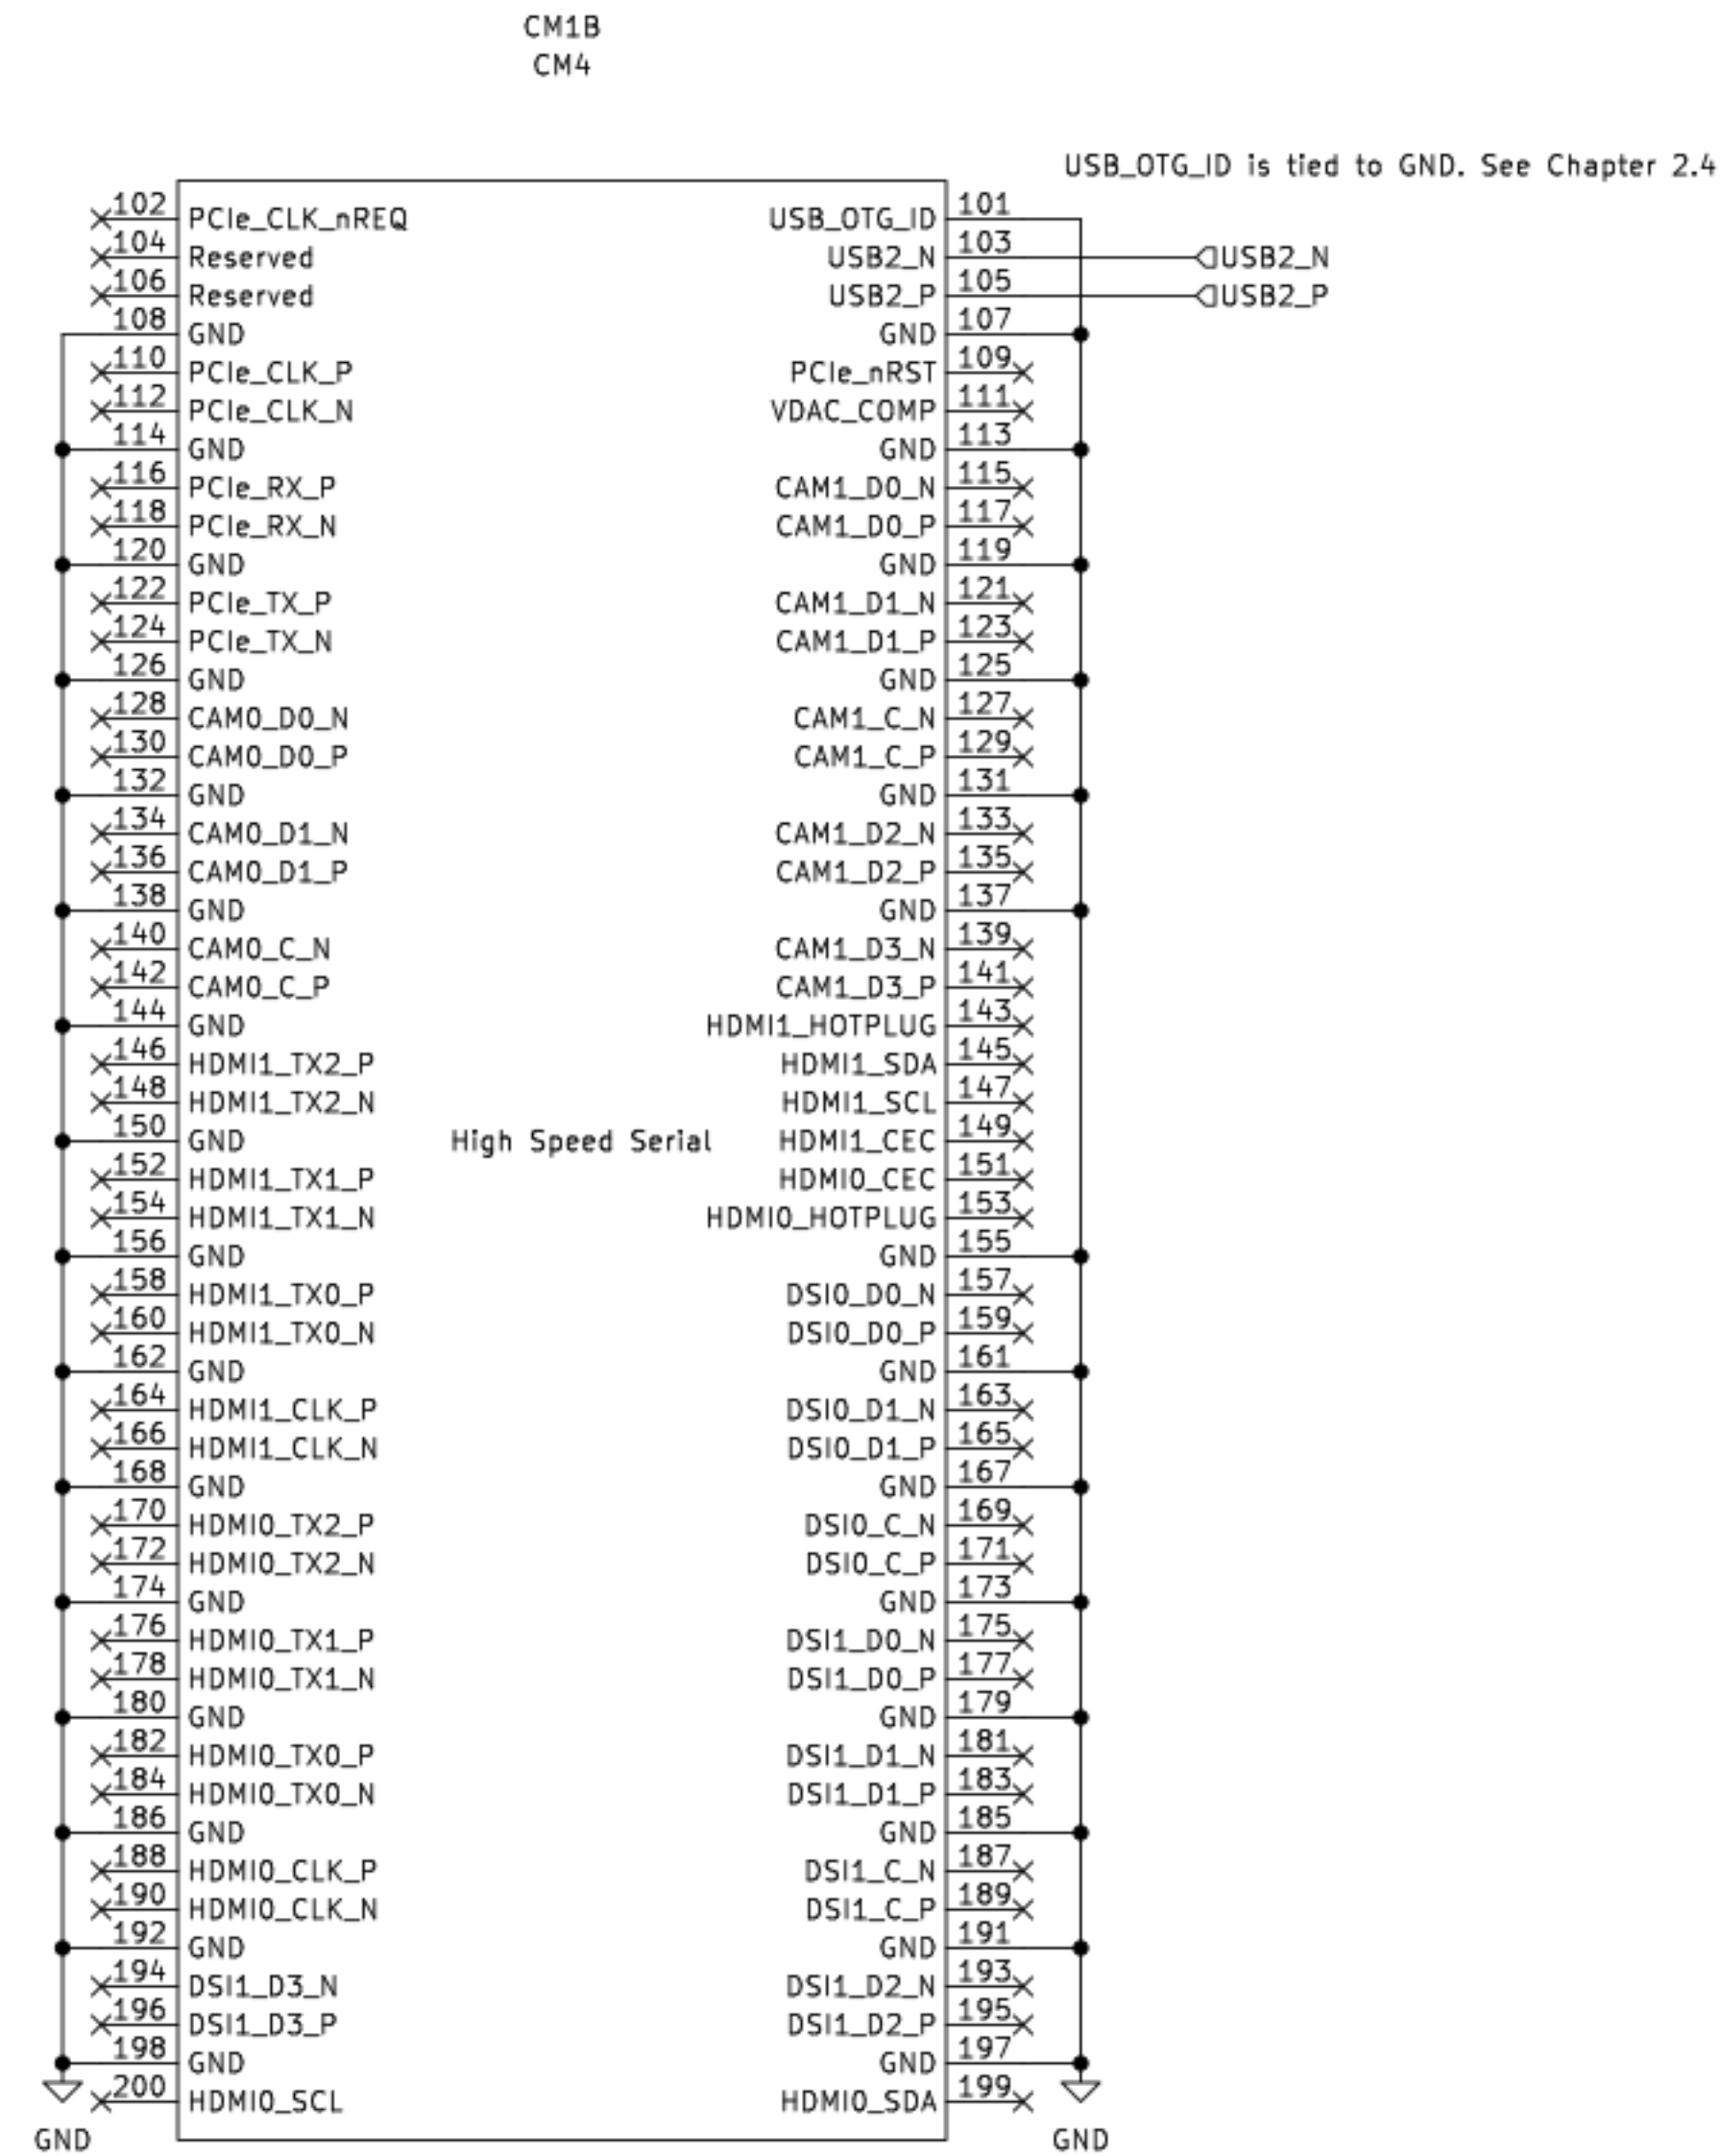 CM1B
CM4
USB_OTG_ID is tied to GND. See Chapter 2.4
102 PCIe_CLK_nREQ USB_OTG_ID 101
104 Reserved USB2_N 103 USB2_N
106 Reserved USB2_P 105 USB2_P
108 GND GND 107
110 PCIe_CLK_P PCIe_nRST 109
112 PCIe_CLK_N VDAC_COMP 111
114 GND GND 113
116 PCIe_RX_P CAM1_D0_N 115
118 PCIe_RX_N CAM1_D0_P 117
120 GND GND 119
122 PCIe_TX_P CAM1_D1_N 121
124 PCIe_TX_N CAM1_D1_P 123
126 GND GND 125
128 CAM0_D0_N CAM1_C_N 127
130 CAM0_D0_P CAM1_C_P 129
132 GND GND 131
134 CAM0_D1_N CAM1_D2_N 133
136 CAM0_D1_P CAM1_D2_P 135
138 GND GND 137
140 CAM0_C_N CAM1_D3_N 139
142 CAM0_C_P CAM1_D3_P 141
144 GND HDMI1_HOTPLUG 143
146 HDMI1_TX2_P HDMI1_SDA 145
148 HDMI1_TX2_N HDMI1_SCL 147
150 GND High Speed Serial HDMI1_CEC 149
152 HDMI1_TX1_P HDMI0_CEC 151
154 HDMI1_TX1_N HDMI0_HOTPLUG 153
156 GND GND 155
158 HDMI1_TX0_P DSI0_D0_N 157
160 HDMI1_TX0_N DSI0_D0_P 159
162 GND GND 161
164 HDMI1_CLK_P DSI0_D1_N 163
166 HDMI1_CLK_N DSI0_D1_P 165
168 GND GND 167
170 HDMI0_TX2_P DSI0_C_N 169
172 HDMI0_TX2_N DSI0_C_P 171
174 GND GND 173
176 HDMI0_TX1_P DSI1_D0_N 175
178 HDMI0_TX1_N DSI1_D0_P 177
180 GND GND 179
182 HDMI0_TX0_P DSI1_D1_N 181
184 HDMI0_TX0_N DSI1_D1_P 183
186 GND GND 185
188 HDMI0_CLK_P DSI1_C_N 187
190 HDMI0_CLK_N DSI1_C_P 189
192 GND GND 191
194 DSI1_D3_N DSI1_D2_N 193
196 DSI1_D3_P DSI1_D2_P 195
198 GND GND 197
200 HDMI0_SCL HDMI0_SDA 199
GND GND